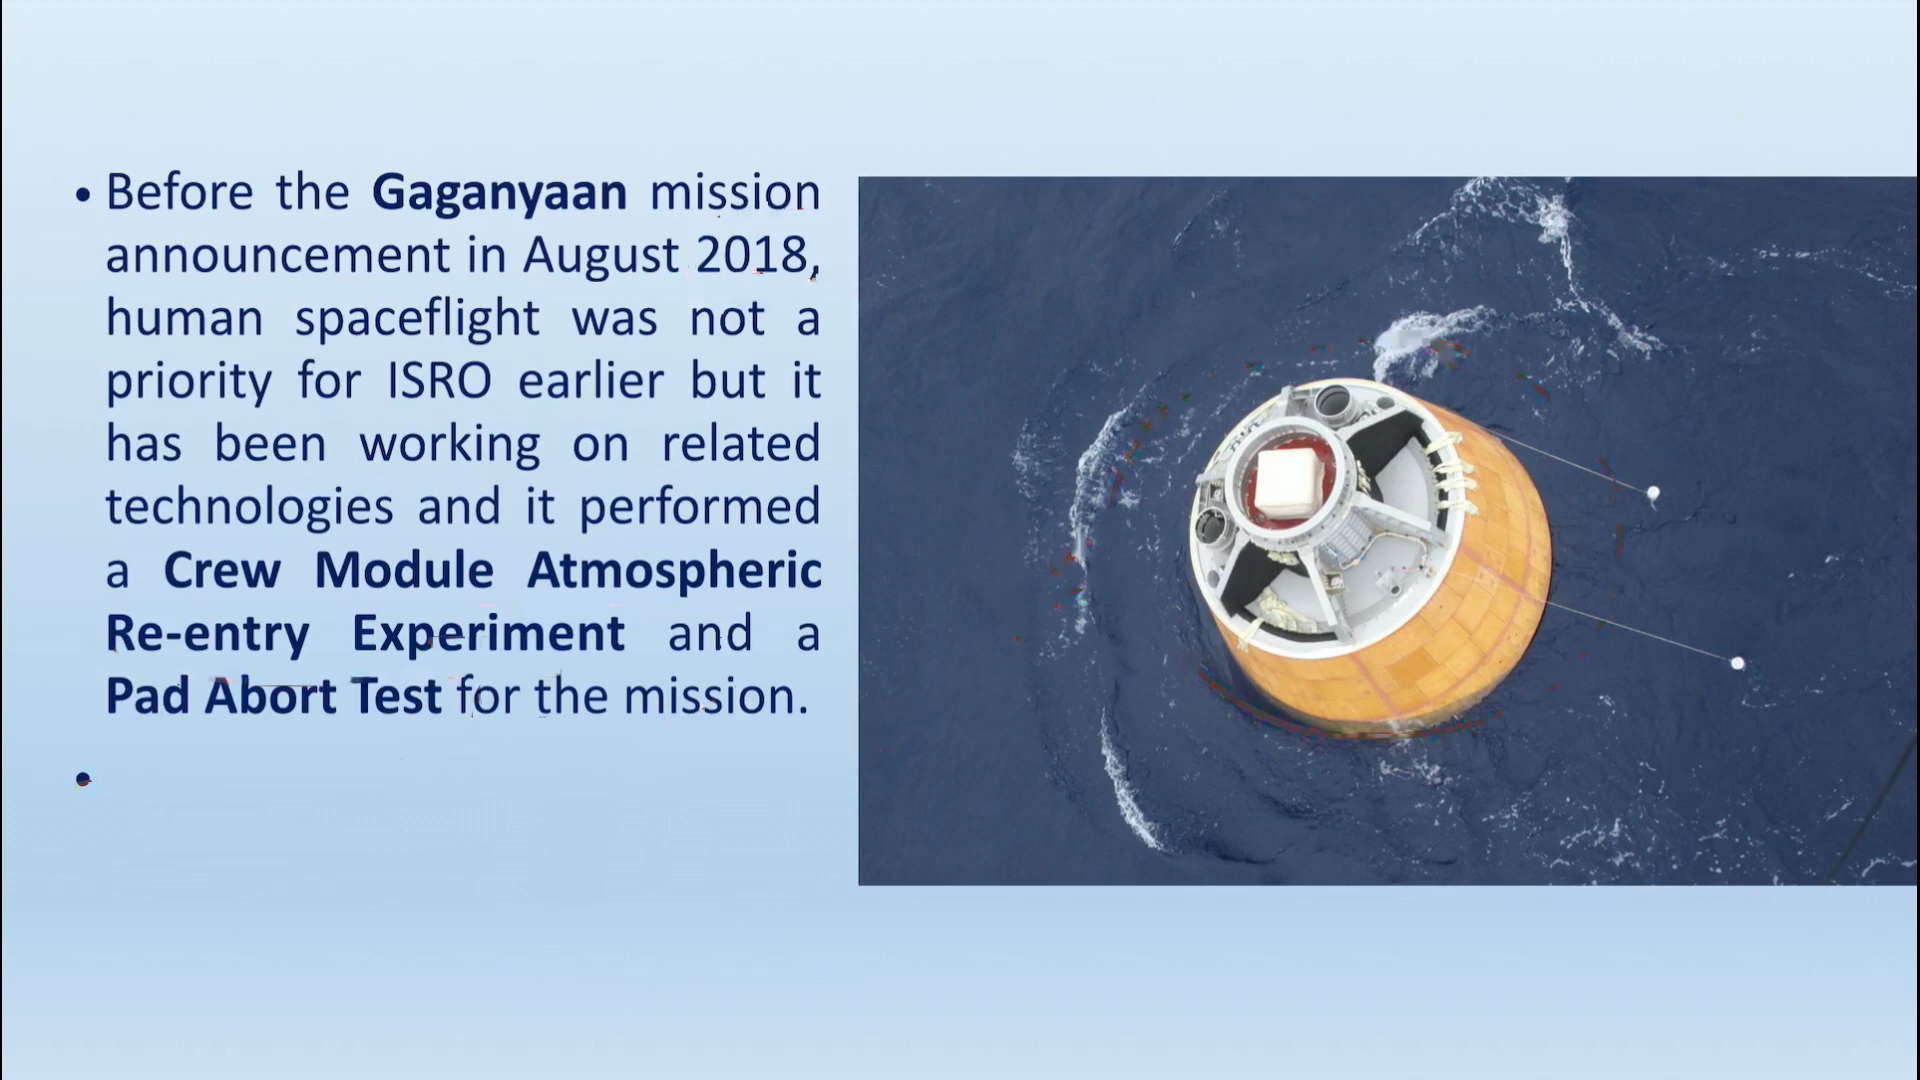 • Before the Gaganyaan mission
announcement in August 2018,
human spaceflight was not a
priority for ISRO earlier but it
has been working on related
technologies and it performed
a Crew Module Atmospheric
Re-entry Experiment and a
Pad Abort Test for the mission.
•